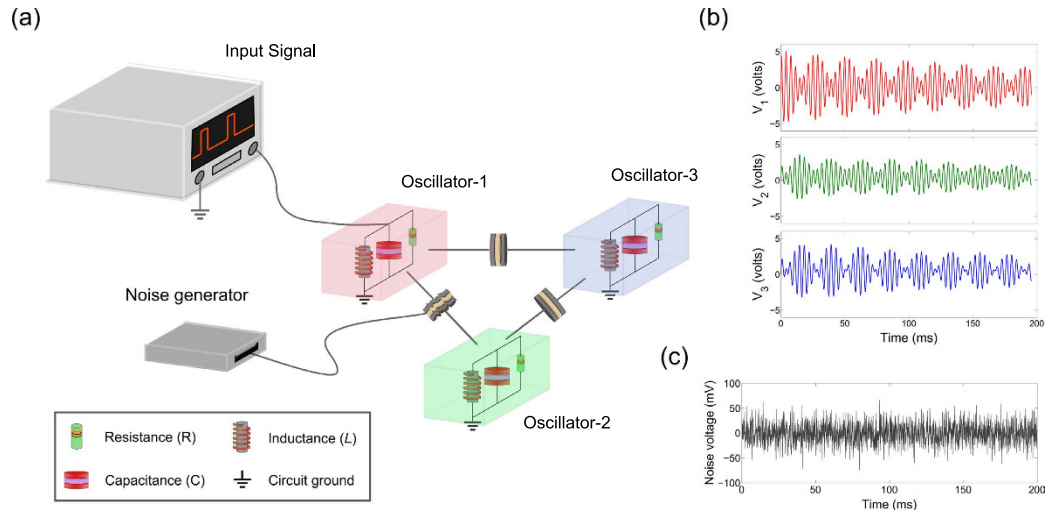 (a)
Input Signal
Oscillator-1
Oscillator-3
Noise generator
Oscillator-2
Resistance (R)
Inductance (L)
Capacitance (C)
Circuit ground
(b)
5
0
−5
V1 (volts)
5
0
−5
V2 (volts)
5
0
−5
V3 (volts)
0 50 100 150 200
Time (ms)
(c)
100
50
0
−50
−100
Noise voltage (mV)
0 50 100 150 200
Time (ms)